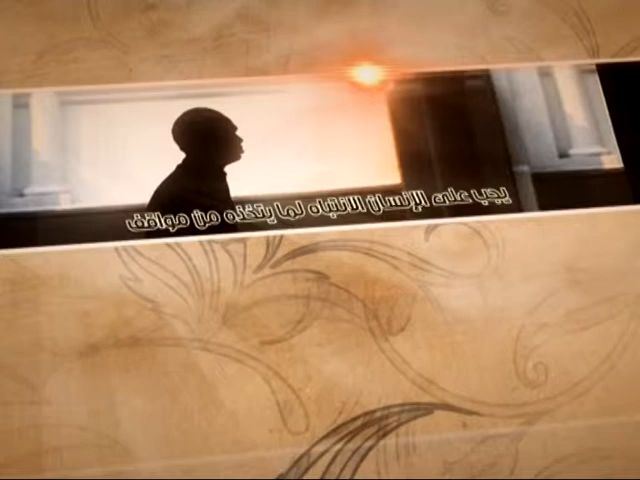 يجب على الإنسان الانتباه لما يتخذه من مواقف